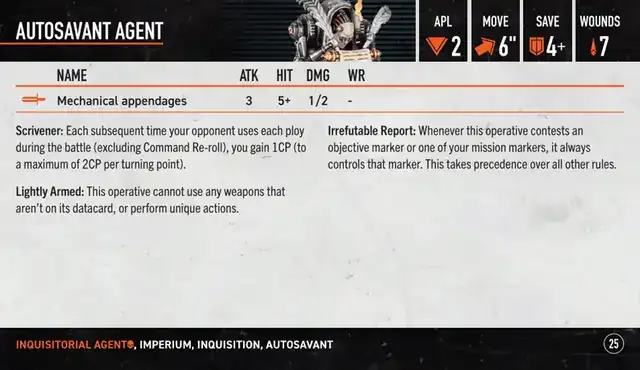 AUTOSAVANT AGENT
APL MOVE SAVE WOUNDS
2 6" 4+ 7
NAME ATK HIT DMG WR
Mechanical appendages 3 5+ 1/2 -
Scrivener: Each subsequent time your opponent uses each ploy
during the battle (excluding Command Re-roll), you gain 1CP (to
a maximum of 2CP per turning point).
Lightly Armed: This operative cannot use any weapons that
aren't on its datacard, or perform unique actions.
Irrefutable Report: Whenever this operative contests an
objective marker or one of your mission markers, it always
controls that marker. This takes precedence over all other rules.
INQUISITORIAL AGENT, IMPERIUM, INQUISITION, AUTOSAVANT
25